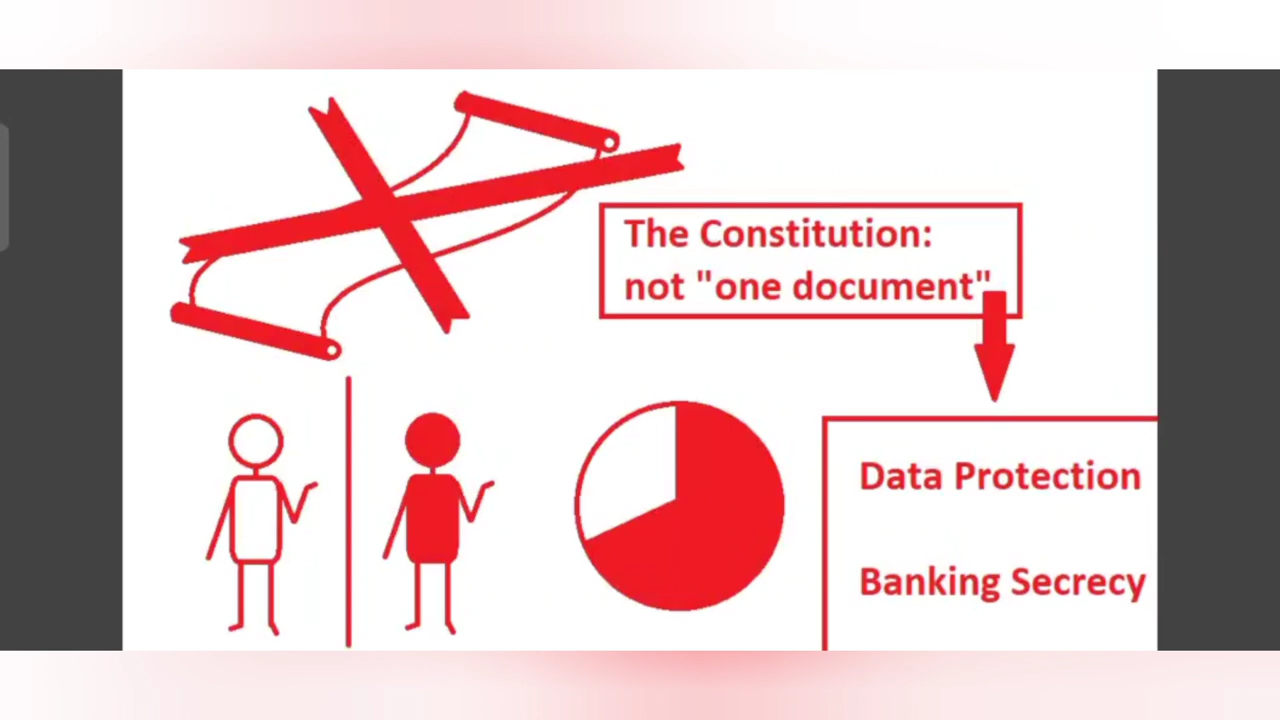 The Constitution:
not "one document"
Data Protection
Banking Secrecy